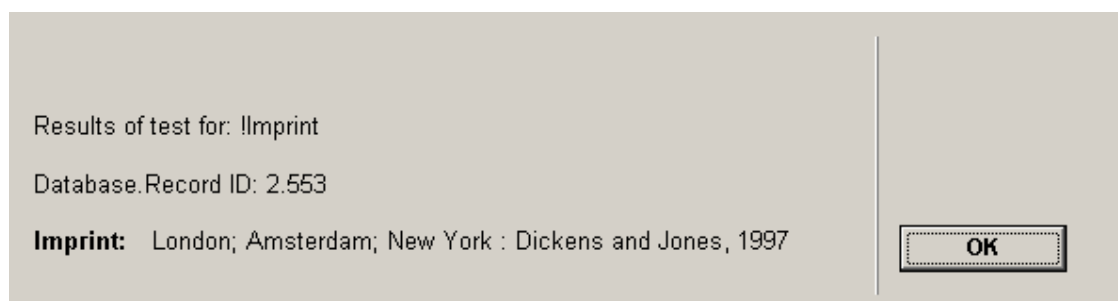 Results of test for: !Imprint
Database.Record ID: 2.553
Imprint: London; Amsterdam; New York : Dickens and Jones, 1997
OK